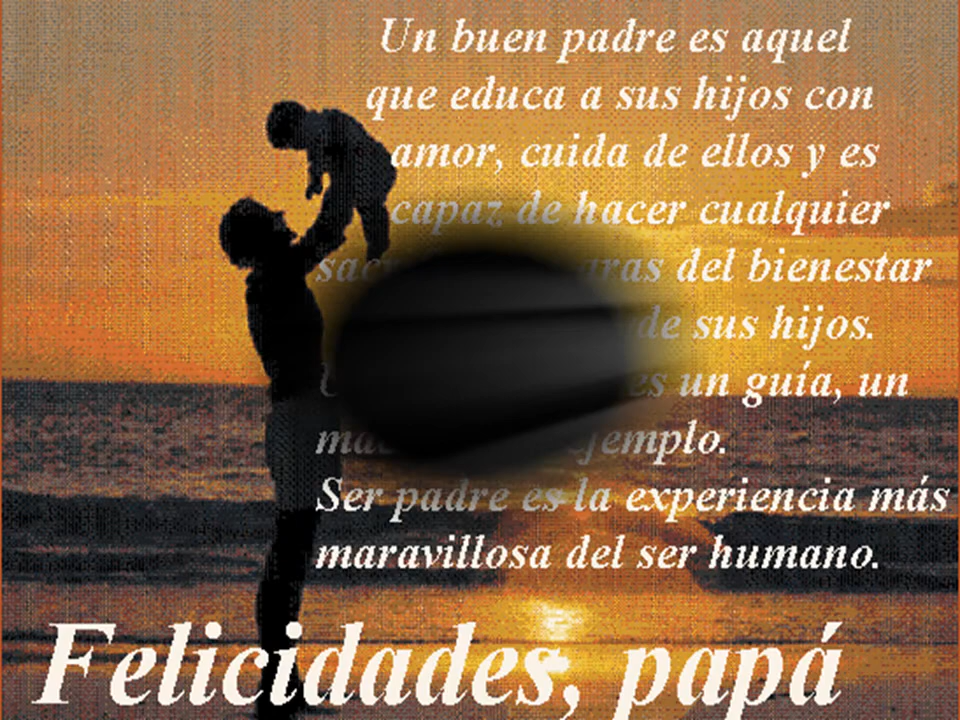 Un buen padre es aquel
que educa a sus hijos con
amor, cuida de ellos y es
capaz de hacer cualquier
del bienestar
de sus hijos.
es un guía, un
ejemplo.
Ser padre es la experiencia más
maravillosa del ser humano.
Felicidades, papá